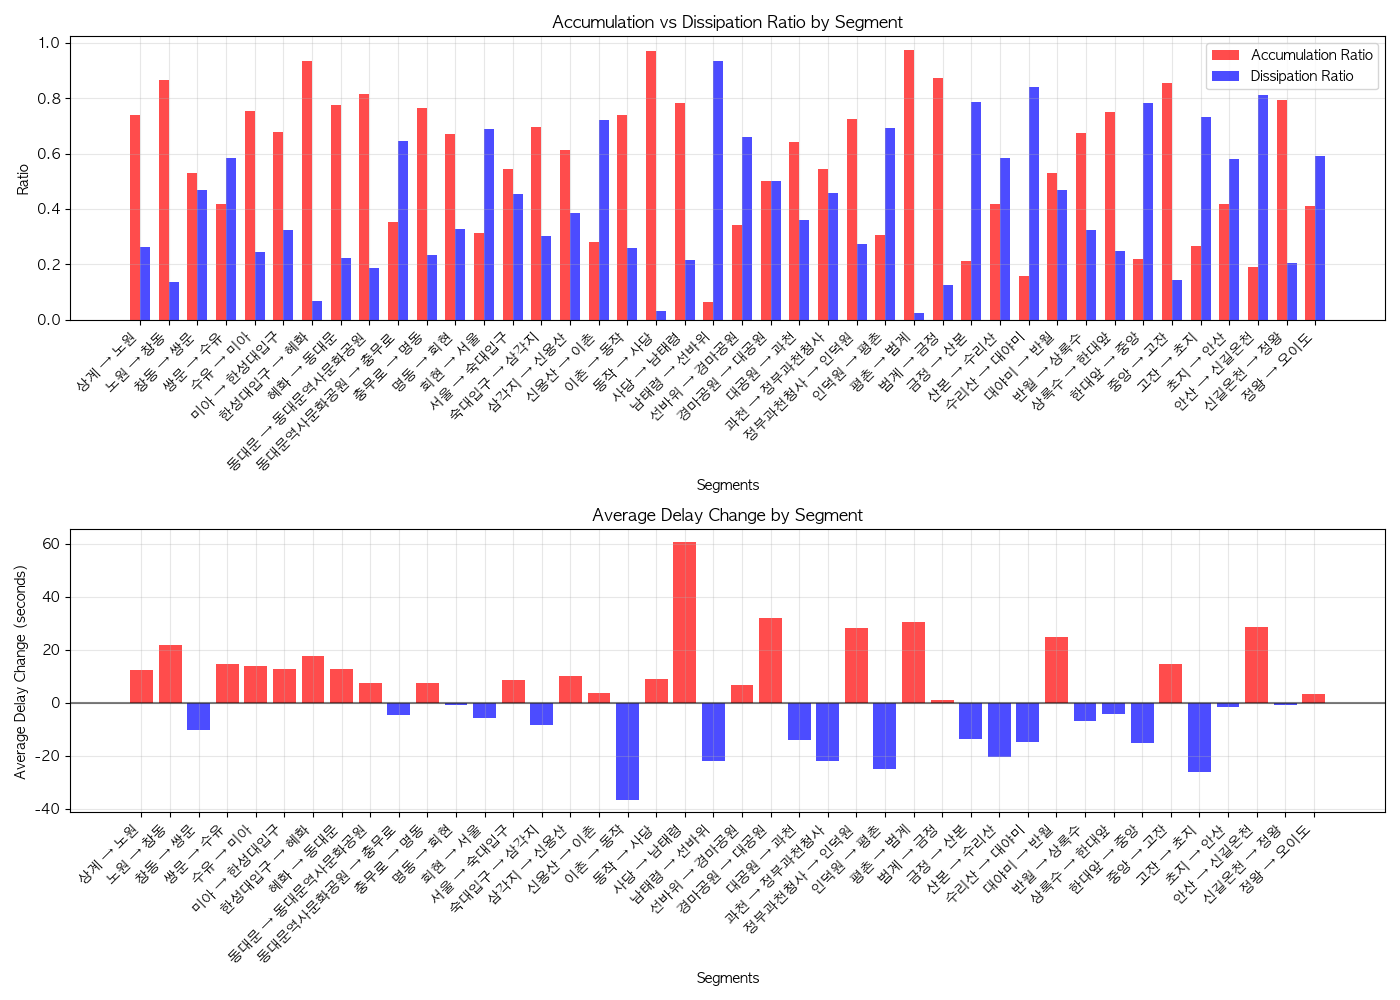 Accumulation vs Dissipation Ratio by Segment
Accumulation Ratio
Dissipation Ratio
Ratio
1.0
0.8
0.6
0.4
0.2
0.0
상계 → 노원
노원 → 창동
창동 → 쌍문
쌍문 → 수유
수유 → 미아
미아 → 한성대입구
한성대입구 → 혜화
혜화 → 동대문
동대문 → 동대문역사문화공원
동대문역사문화공원 → 충무로
충무로 → 명동
명동 → 회현
회현 → 서울
서울 → 숙대입구
숙대입구 → 삼각지
삼각지 → 신용산
신용산 → 이촌
이촌 → 동작
동작 → 사당
사당 → 남태령
남태령 → 선바위
선바위 → 경마공원
경마공원 → 대공원
대공원 → 과천
과천 → 정부과천청사
정부과천청사 → 인덕원
인덕원 → 평촌
평촌 → 범계
범계 → 금정
금정 → 산본
산본 → 수리산
수리산 → 대야미
대야미 → 반월
반월 → 상록수
상록수 → 한대앞
한대앞 → 중앙
중앙 → 고잔
고잔 → 초지
초지 → 안산
안산 → 신길온천
신길온천 → 정왕
정왕 → 오이도
Segments
Average Delay Change by Segment
Average Delay Change (seconds)
60
40
20
0
-20
-40
상계 → 노원
노원 → 창동
창동 → 쌍문
쌍문 → 수유
수유 → 미아
미아 → 한성대입구
한성대입구 → 혜화
혜화 → 동대문
동대문 → 동대문역사문화공원
동대문역사문화공원 → 충무로
충무로 → 명동
명동 → 회현
회현 → 서울
서울 → 숙대입구
숙대입구 → 삼각지
삼각지 → 신용산
신용산 → 이촌
이촌 → 동작
동작 → 사당
사당 → 남태령
남태령 → 선바위
선바위 → 경마공원
경마공원 → 대공원
대공원 → 과천
과천 → 정부과천청사
정부과천청사 → 인덕원
인덕원 → 평촌
평촌 → 범계
범계 → 금정
금정 → 산본
산본 → 수리산
수리산 → 대야미
대야미 → 반월
반월 → 상록수
상록수 → 한대앞
한대앞 → 중앙
중앙 → 고잔
고잔 → 초지
초지 → 안산
안산 → 신길온천
신길온천 → 정왕
정왕 → 오이도
Segments